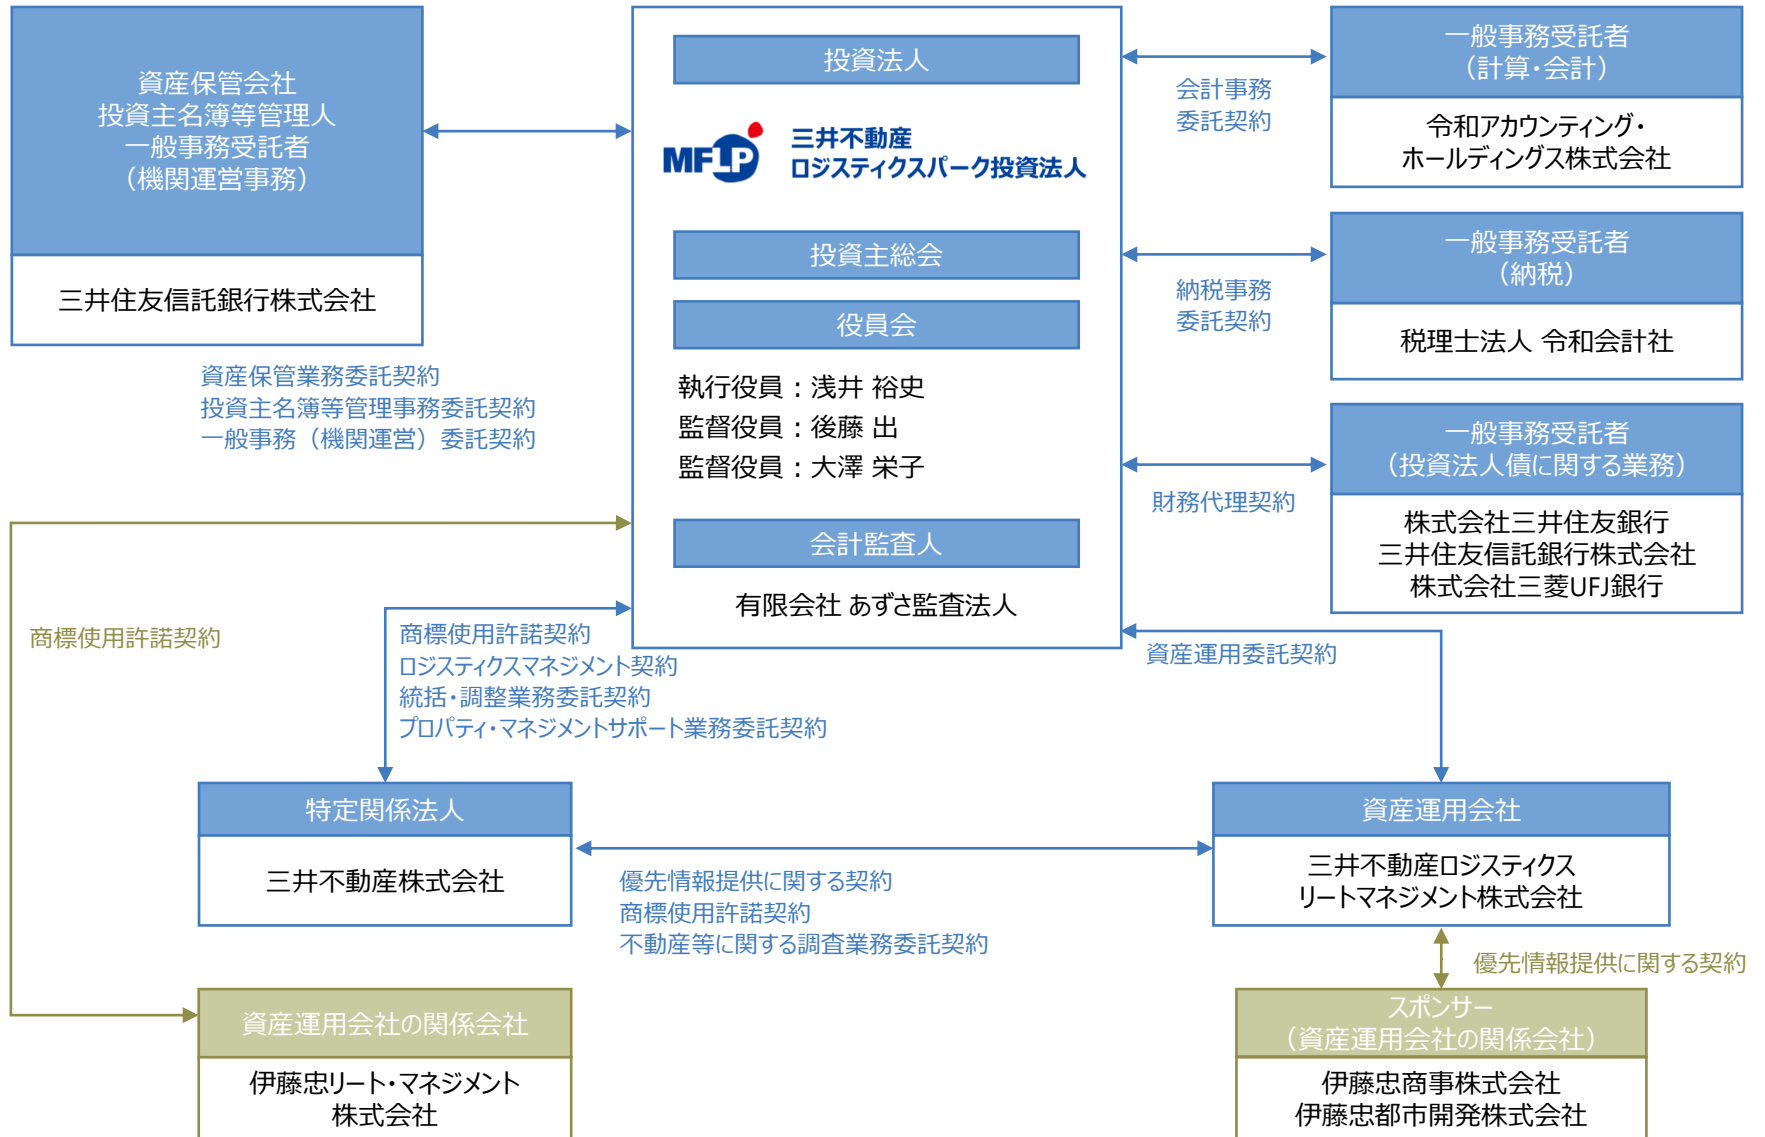 資産保管会社
投資主名簿等管理人
一般事務受託者
（機関運営事務）
三井住友信託銀行株式会社
資産保管業務委託契約
投資主名簿等管理事務委託契約
一般事務（機関運営）委託契約
投資法人
MFLP
三井不動産
ロジスティクスパーク投資法人
投資主総会
役員会
執行役員：浅井 裕史
監督役員：後藤 出
監督役員：大澤 栄子
会計監査人
有限会社 あずさ監査法人
会計事務
委託契約
一般事務受託者
（計算・会計）
令和アカウンティング・
ホールディングス株式会社
納税事務
委託契約
一般事務受託者
（納税）
税理士法人 令和会計社
財務代理契約
一般事務受託者
（投資法人債に関する業務）
株式会社三井住友銀行
三井住友信託銀行株式会社
株式会社三菱UFJ銀行
商標使用許諾契約
商標使用許諾契約
ロジスティクスマネジメント契約
統括・調整業務委託契約
プロパティ・マネジメントサポート業務委託契約
資産運用委託契約
特定関係法人
三井不動産株式会社
優先情報提供に関する契約
商標使用許諾契約
不動産等に関する調査業務委託契約
資産運用会社
三井不動産ロジスティクス
リートマネジメント株式会社
優先情報提供に関する契約
資産運用会社の関係会社
伊藤忠リート・マネジメント
株式会社
スポンサー
（資産運用会社の関係会社）
伊藤忠商事株式会社
伊藤忠都市開発株式会社